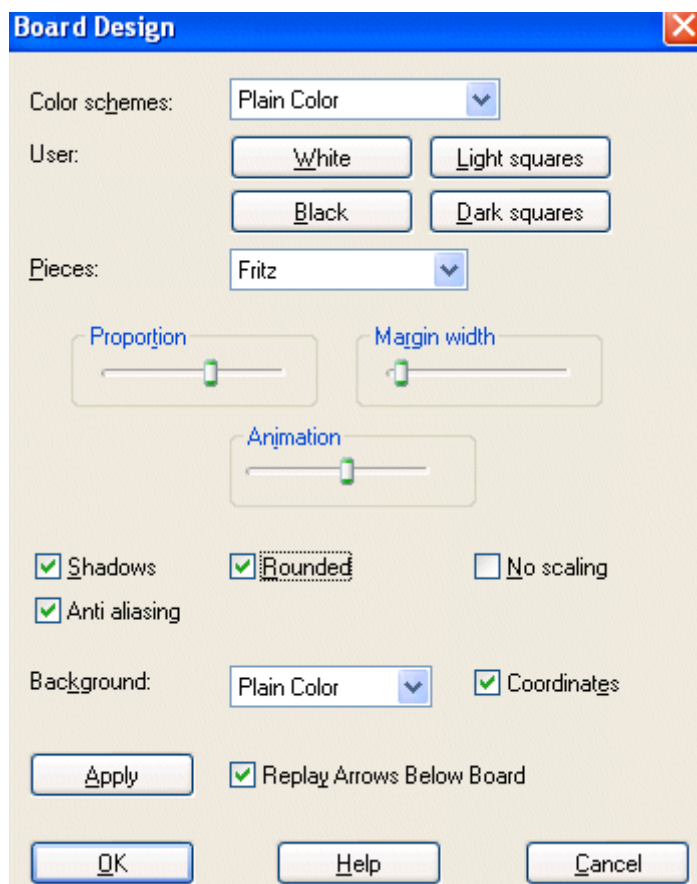 Board Design
Color schemes: Plain Color
User: White Light squares
Black Dark squares
Pieces: Fritz
Proportion Margin width
Animation
Shadows Rounded No scaling
Anti aliasing
Background: Plain Color Coordinates
Apply Replay Arrows Below Board
OK Help Cancel